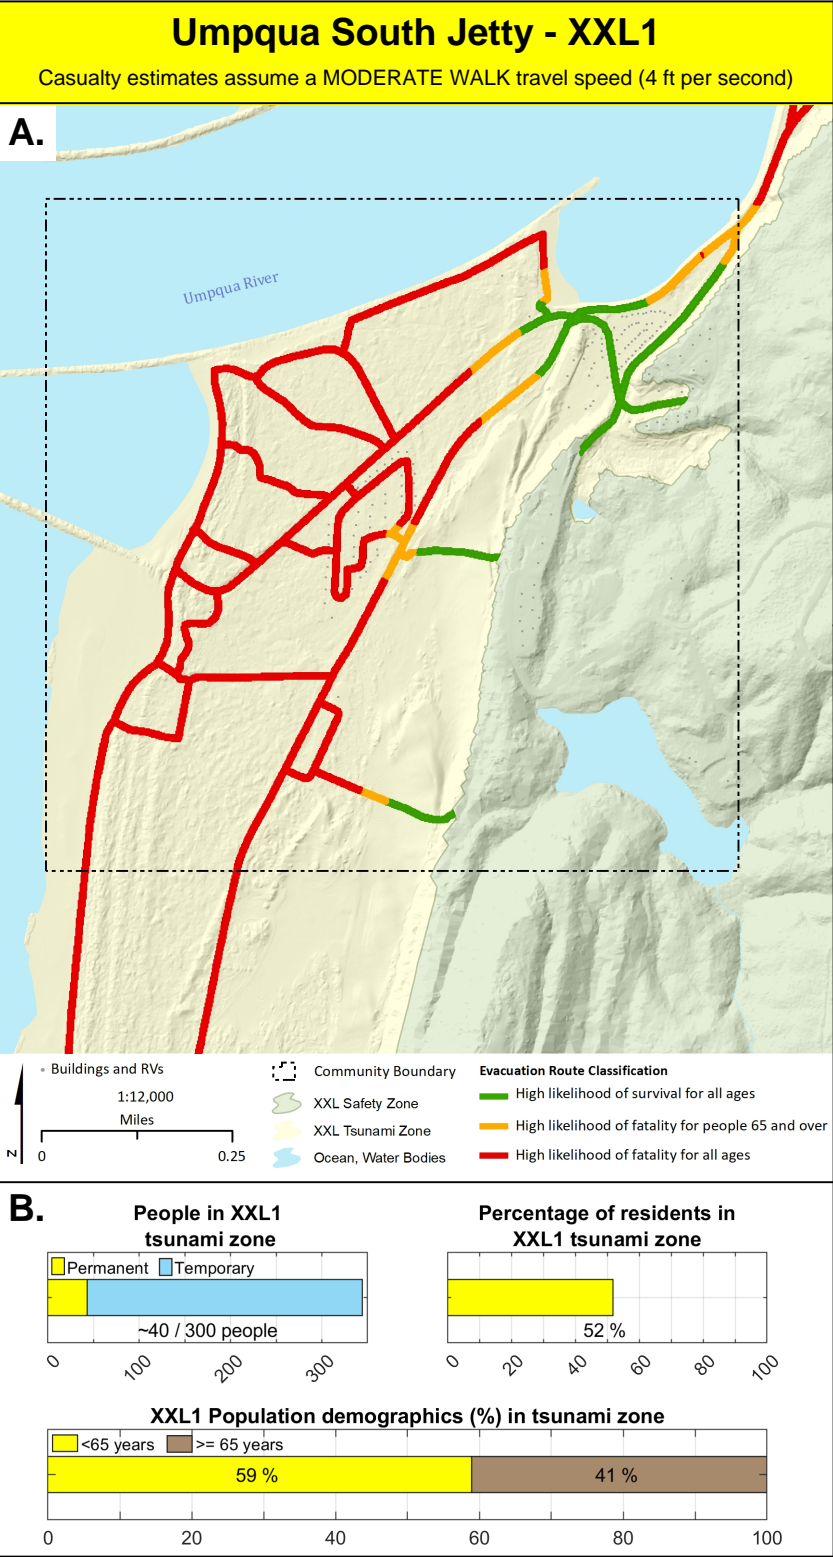 Umpqua South Jetty - XXL1
Casualty estimates assume a MODERATE WALK travel speed (4 ft per second)
A.
Umpqua River
Buildings and RVs
1:12,000
Miles
0 0.25
N
Community Boundary
XXL Safety Zone
XXL Tsunami Zone
Ocean, Water Bodies
Evacuation Route Classification
High likelihood of survival for all ages
High likelihood of fatality for people 65 and over
High likelihood of fatality for all ages
B.
People in XXL1
tsunami zone
Permanent Temporary
~40 / 300 people
0 100 200 300
Percentage of residents in
XXL1 tsunami zone
52 %
0 20 40 60 80 100
XXL1 Population demographics (%) in tsunami zone
<65 years >= 65 years
59 % 41 %
0 20 40 60 80 100